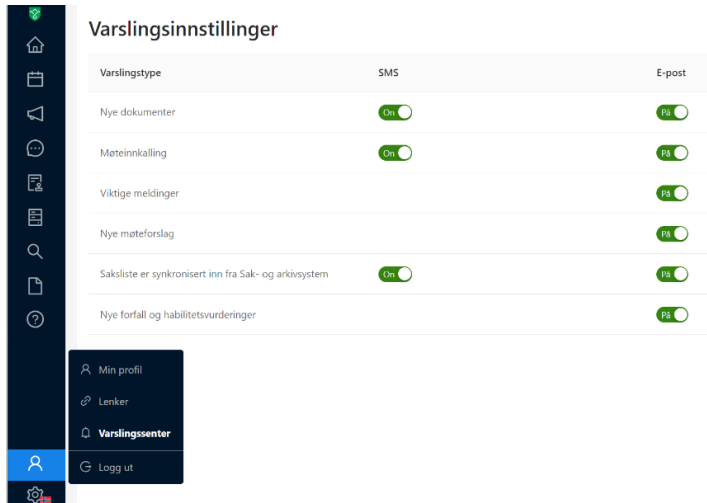 Varslingsinnstillinger
Varslingstype SMS E-post
Nye dokumenter On På
Møteinnkalling On På
Viktige meldinger På
Nye møteforslag På
Saksliste er synkronisert inn fra Sak- og arkivsystem On På
Nye forfall og habilitetsvurderinger På
Min profil
Lenker
Varslingssenter
Logg ut